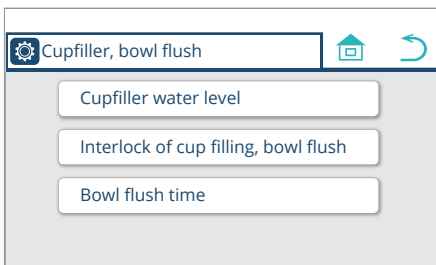 Cupfiller, bowl flush
Cupfiller water level
Interlock of cup filling, bowl flush
Bowl flush time